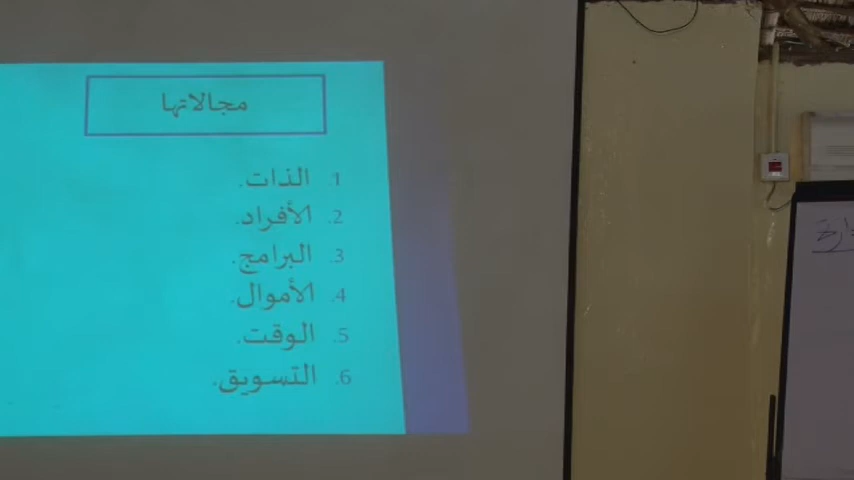 مجالاتها
1. الذات.
2. الأفراد.
3. البرامج.
4. الأموال.
5. الوقت.
6. التسويق.